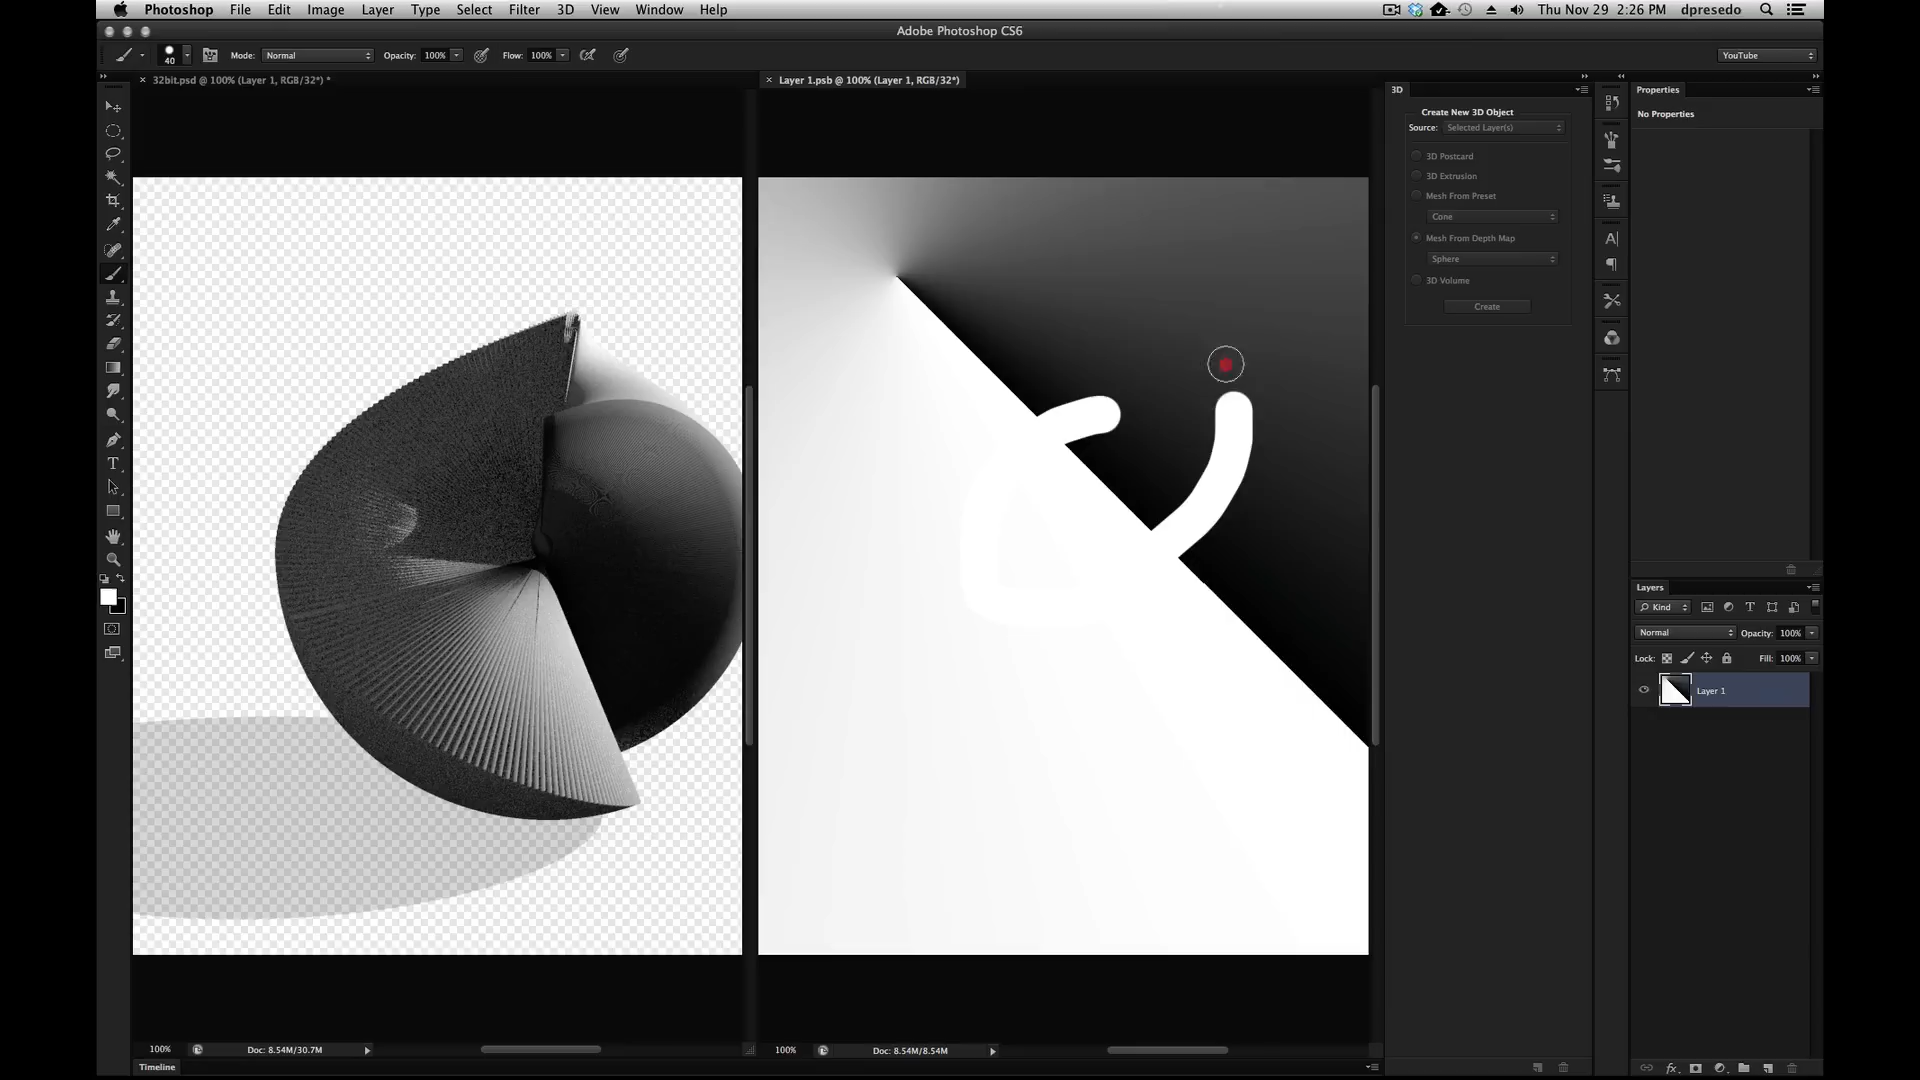 Photoshop File Edit Image Layer Type Select Filter 3D View Window Help Thu Nov 29 2:26 PM dpresedo
Adobe Photoshop CS6
40 Mode: Normal Opacity: 100% Flow: 100% YouTube
32bit.psd @ 100% (Layer 1, RGB/32*) *
Layer 1.psb @ 100% (Layer 1, RGB/32*)
3D
Create New 3D Object
Source: Selected Layer(s)
3D Postcard
3D Extrusion
Mesh From Preset
Cone
Mesh From Depth Map
Sphere
3D Volume
Create
Properties
No Properties
Layers
Kind
Normal Opacity: 100%
Lock: Fill: 100%
Layer 1
100% Doc: 8.54M/30.7M
100% Doc: 8.54M/8.54M
Timeline